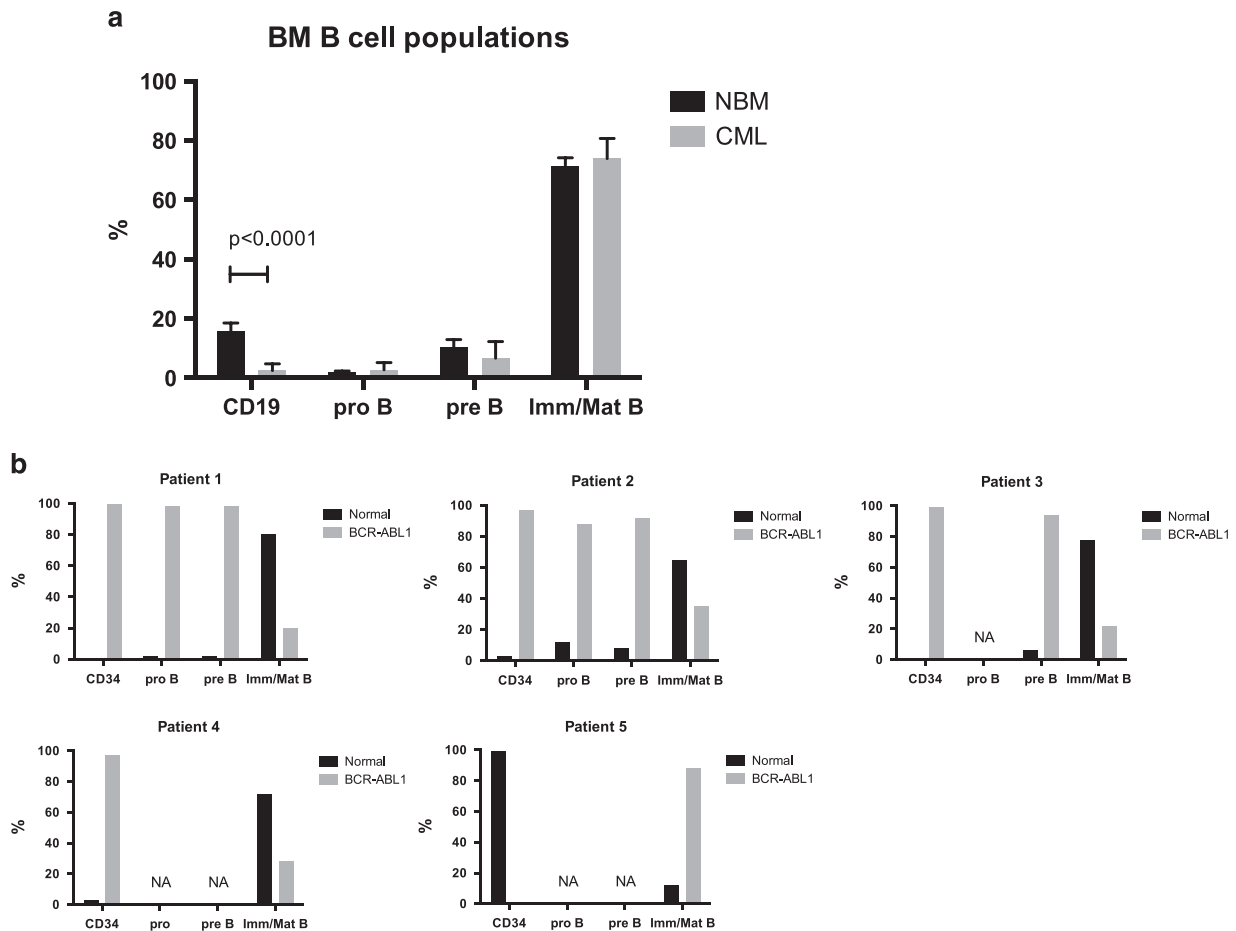 a
BM B cell populations
100
80
60
40
20
0
%
p<0.0001
NBM
CML
CD19 pro B pre B Imm/Mat B
b
Patient 1
100
80
60
40
20
0
%
Normal
BCR-ABL1
CD34 pro B pre B Imm/Mat B
Patient 2
100
80
60
40
20
0
%
Normal
BCR-ABL1
CD34 pro B pre B Imm/Mat B
Patient 3
100
80
60
40
20
0
%
NA
Normal
BCR-ABL1
CD34 pro B pre B Imm/Mat B
Patient 4
100
80
60
40
20
0
%
NA NA
Normal
BCR-ABL1
CD34 pro pre B Imm/Mat B
Patient 5
100
80
60
40
20
0
%
NA NA
Normal
BCR-ABL1
CD34 pro B pre B Imm/Mat B